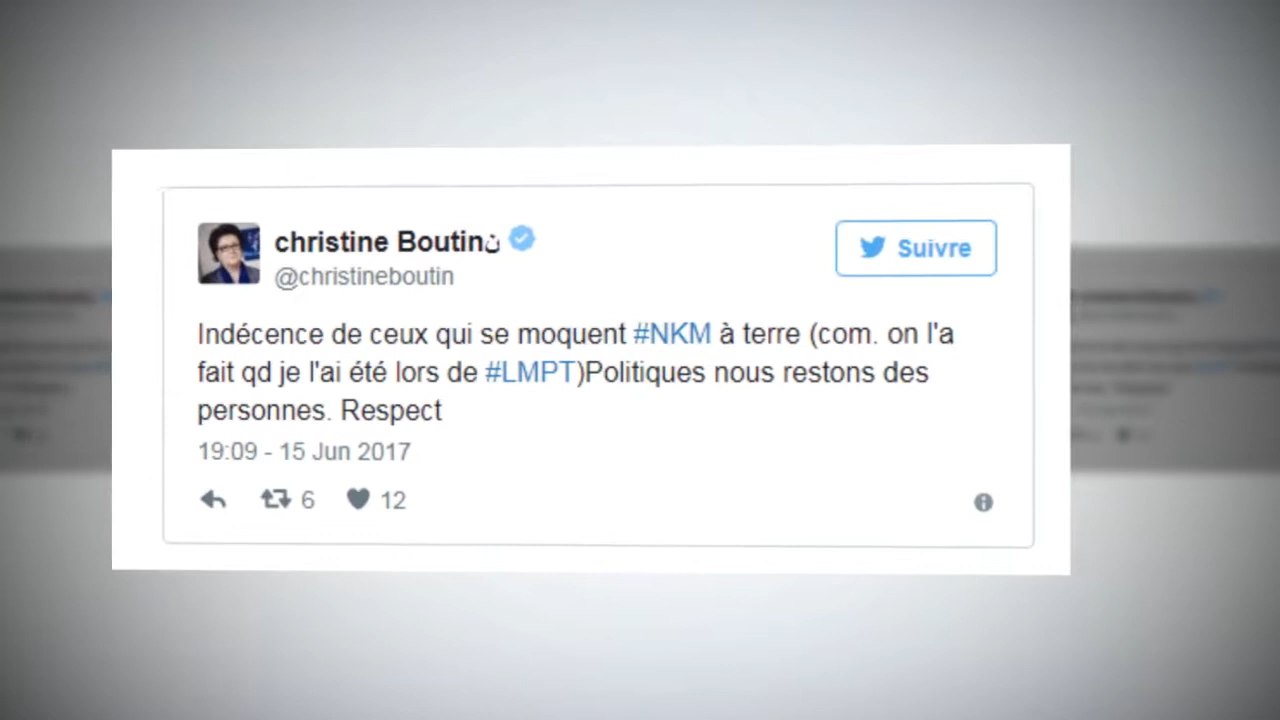 christine Boutinن
@christineboutin
Suivre
Indécence de ceux qui se moquent #NKM à terre (com. on l'a
fait qd je l'ai été lors de #LMPT)Politiques nous restons des
personnes. Respect
19:09 - 15 Jun 2017
6 12